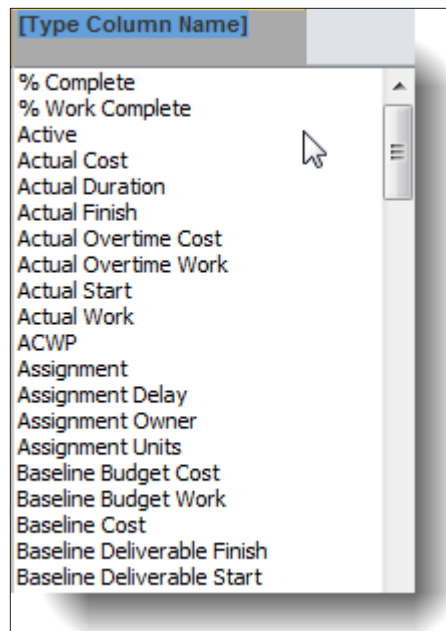 [Type Column Name]
% Complete
% Work Complete
Active
Actual Cost
Actual Duration
Actual Finish
Actual Overtime Cost
Actual Overtime Work
Actual Start
Actual Work
ACWP
Assignment
Assignment Delay
Assignment Owner
Assignment Units
Baseline Budget Cost
Baseline Budget Work
Baseline Cost
Baseline Deliverable Finish
Baseline Deliverable Start